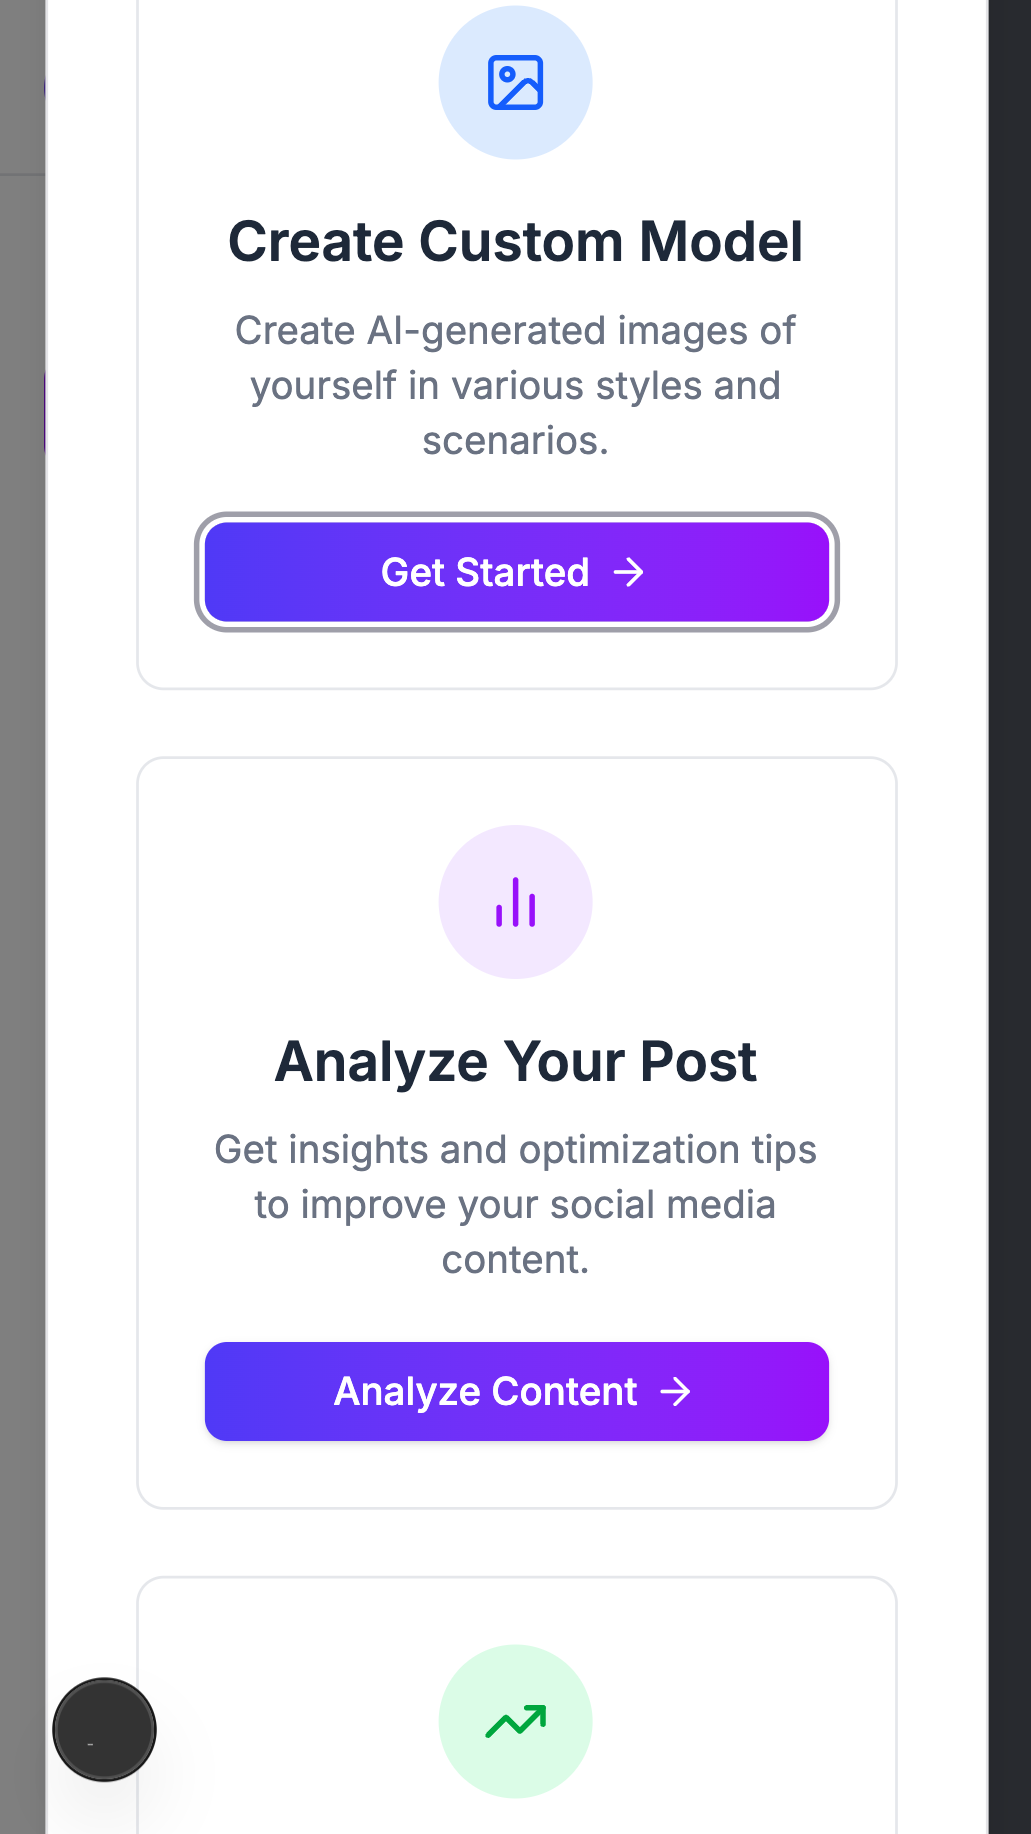 Create Custom Model
Create AI-generated images of
yourself in various styles and
scenarios.
Get Started →
Analyze Your Post
Get insights and optimization tips
to improve your social media
content.
Analyze Content →